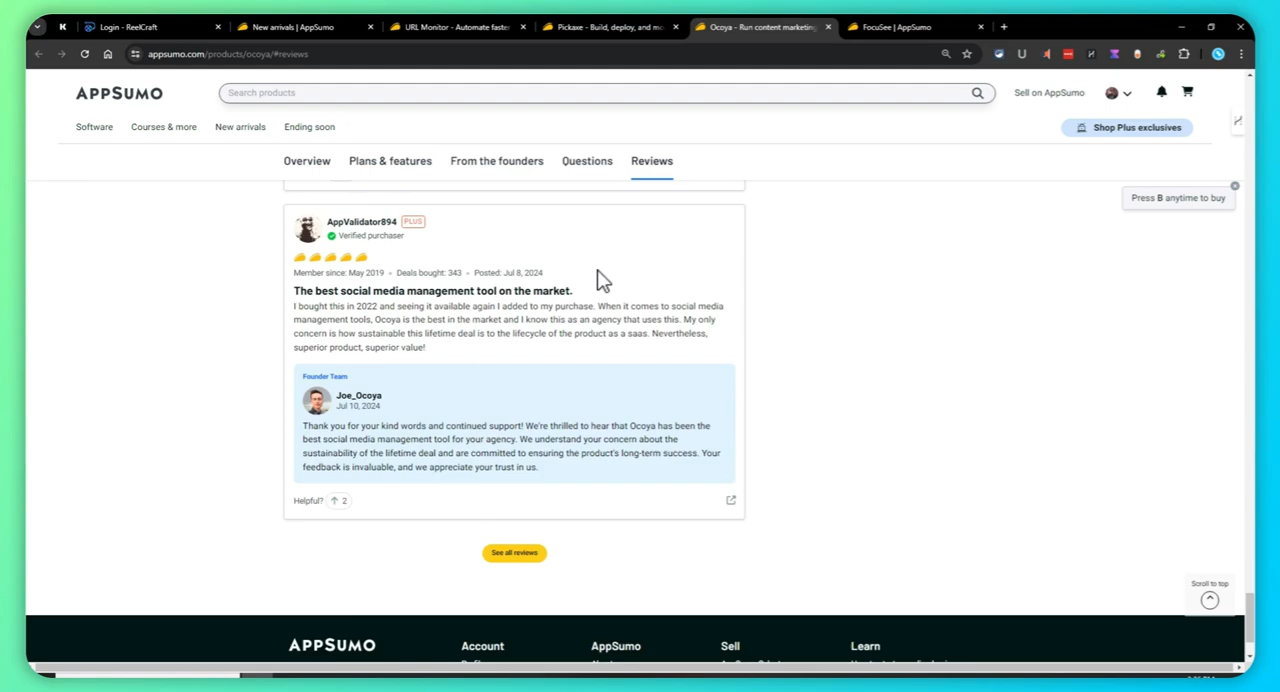 Login - ReelCraft
New arrivals | AppSumo
URL Monitor - Automate faste
Pickaxe - Build, deploy, and mo
Ocoya - Run content marketing
FocuSee | AppSumo
appsumo.com/products/ocoya/#reviews
APPSUMO
Search products
Sell on AppSumo
Software
Courses & more
New arrivals
Ending soon
Shop Plus exclusives
Overview
Plans & features
From the founders
Questions
Reviews
Press B anytime to buy
AppValidator894 PLUS
Verified purchaser
Member since: May 2019 • Deals bought: 343 • Posted: Jul 8, 2024
The best social media management tool on the market.
I bought this in 2022 and seeing it available again I added to my purchase. When it comes to social media
management tools, Ocoya is the best in the market and I know this as an agency that uses this. My only
concern is how sustainable this lifetime deal is to the lifecycle of the product as a saas. Nevertheless,
superior product, superior value!
Founder Team
Joe_Ocoya
Jul 10, 2024
Thank you for your kind words and continued support! We're thrilled to hear that Ocoya has been the
best social media management tool for your agency. We understand your concern about the
sustainability of the lifetime deal and are committed to ensuring the product's long-term success. Your
feedback is invaluable, and we appreciate your trust in us.
Helpful? 2
See all reviews
Scroll to top
APPSUMO
Account
AppSumo
Sell
Learn